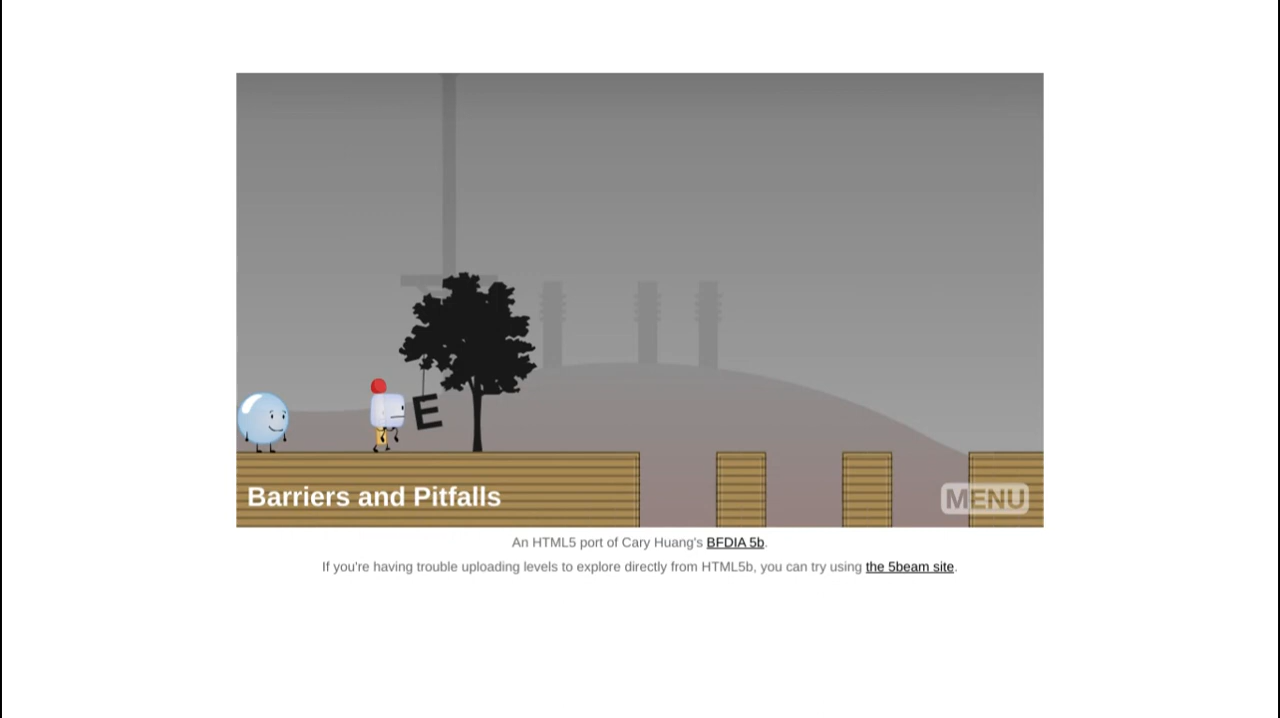 E
Barriers and Pitfalls
MENU
An HTML5 port of Cary Huang's BFDIA 5b.
If you're having trouble uploading levels to explore directly from HTML5b, you can try using the 5beam site.